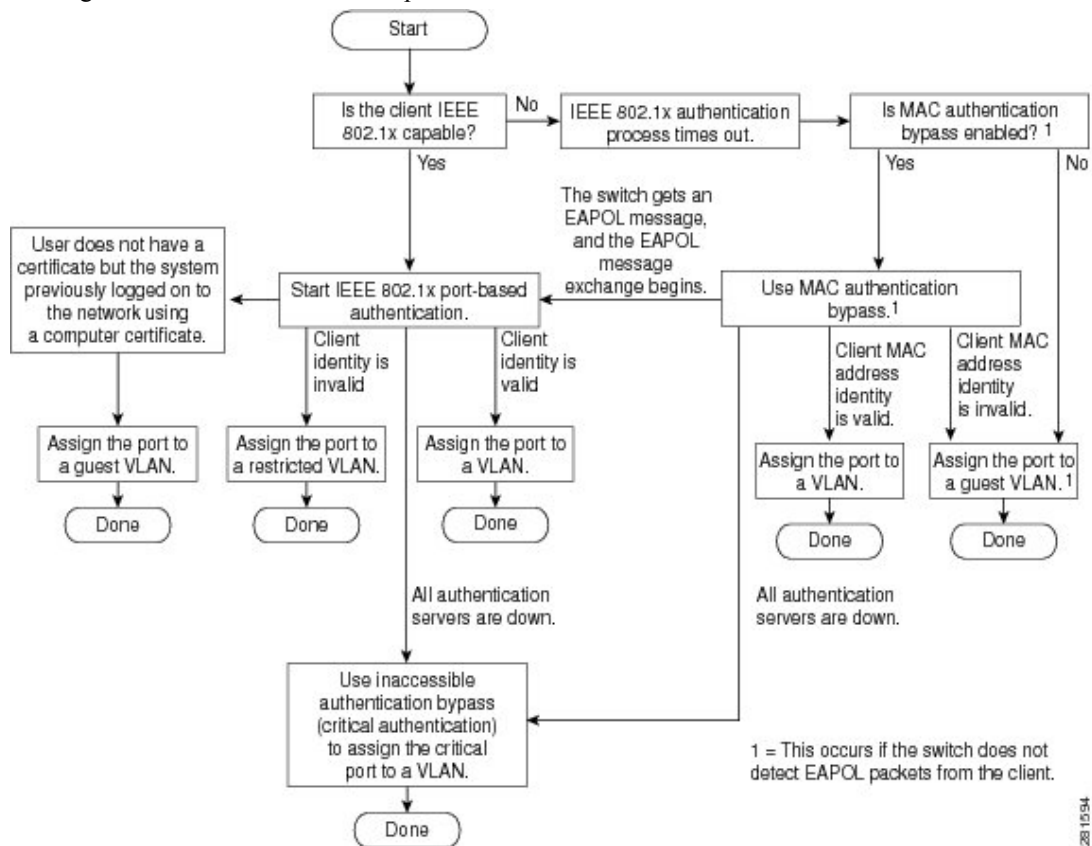 Start
Is the client IEEE
802.1x capable?
No
IEEE 802.1x authentication
process times out.
Is MAC authentication
bypass enabled? 1
Yes
Yes
No
The switch gets an
EAPOL message,
and the EAPOL
message
exchange begins.
User does not have a
certificate but the system
previously logged on to
the network using
a computer certificate.
Start IEEE 802.1x port-based
authentication.
Use MAC authentication
bypass.1
Client
identity is
invalid
Client
identity is
valid
Client MAC
address
identity
is valid.
Client MAC
address
identity
is invalid.
Assign the port to
a guest VLAN.
Assign the port to
a restricted VLAN.
Assign the port to
a VLAN.
Assign the port to
a VLAN.
Assign the port to
a guest VLAN.1
Done
Done
Done
Done
Done
All authentication
servers are down.
All authentication
servers are down.
Use inaccessible
authentication bypass
(critical authentication)
to assign the critical
port to a VLAN.
1 = This occurs if the switch does not
detect EAPOL packets from the client.
Done
281594